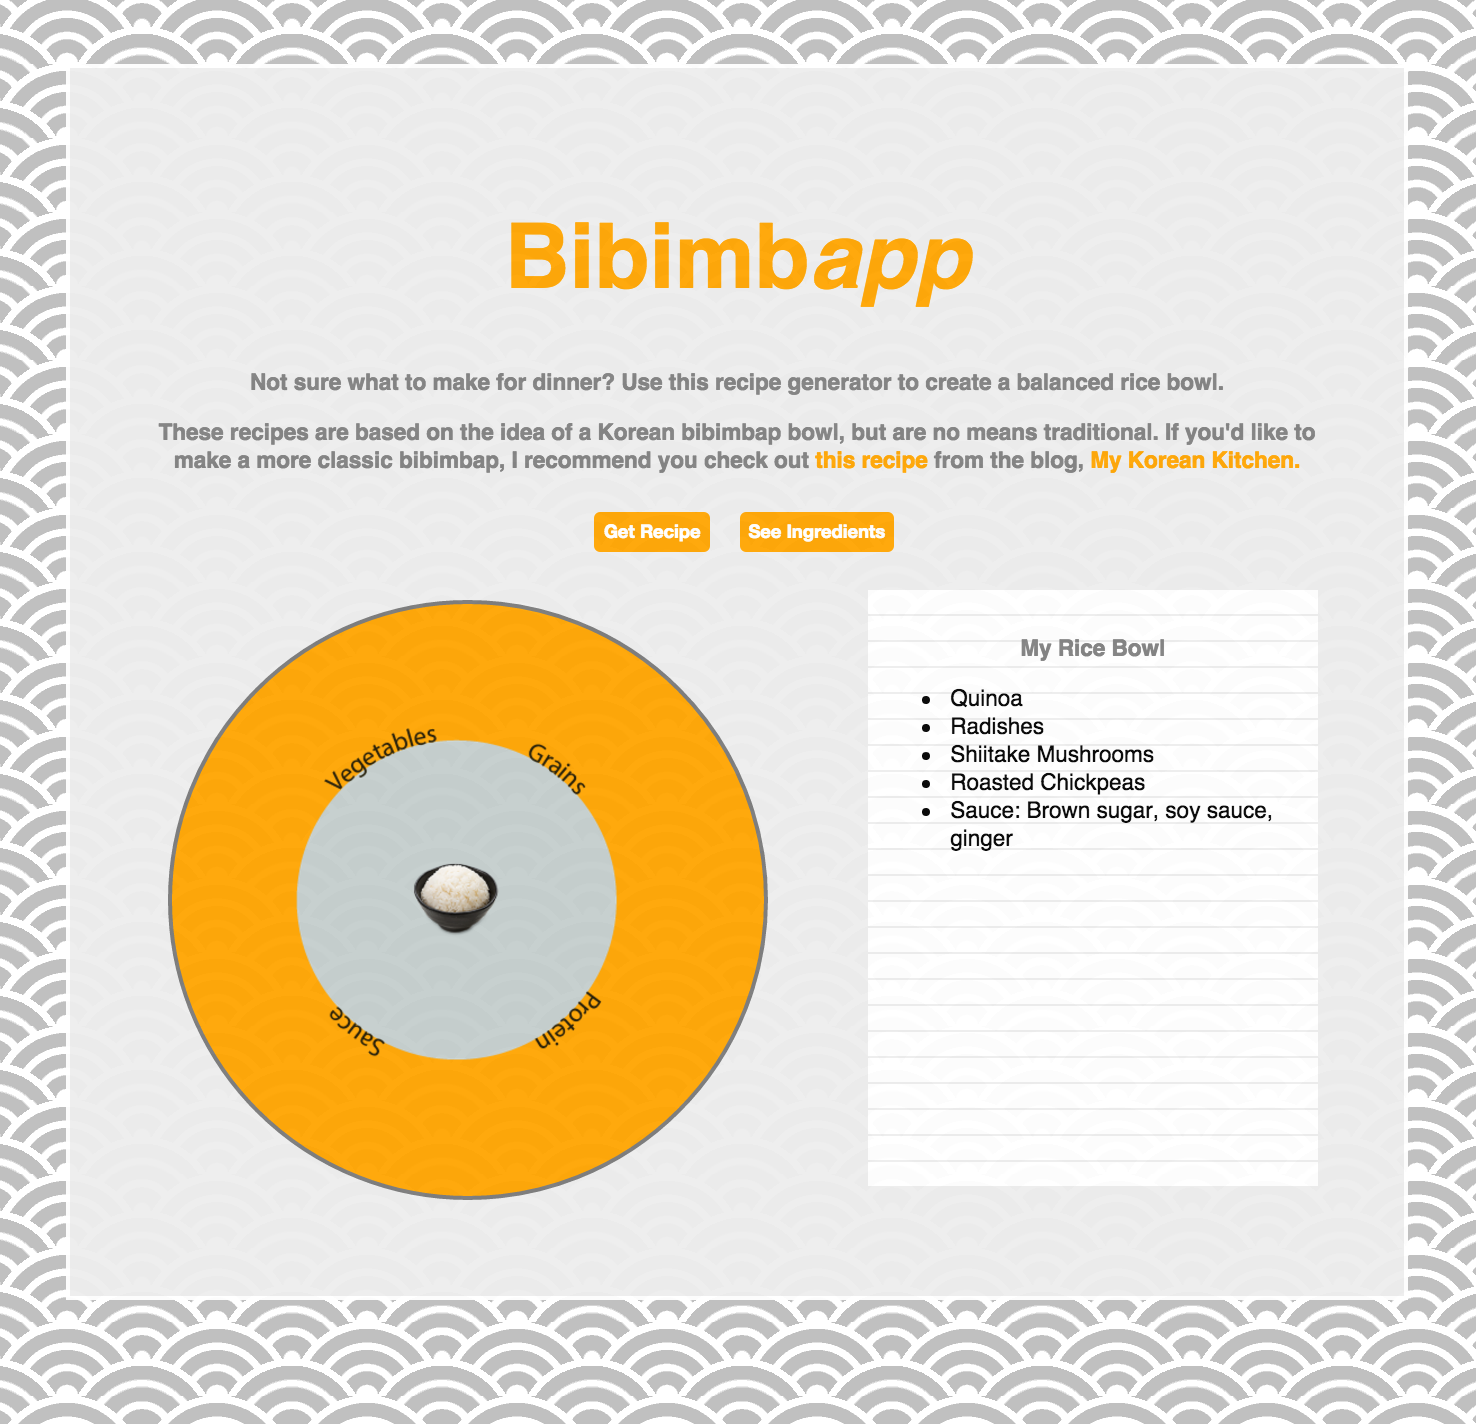 Bibimbapp
Not sure what to make for dinner? Use this recipe generator to create a balanced rice bowl.
These recipes are based on the idea of a Korean bibimbap bowl, but are no means traditional. If you'd like to
make a more classic bibimbap, I recommend you check out this recipe from the blog, My Korean Kitchen.
Get Recipe
See Ingredients
Vegetables
Grains
Sauce
Protein
My Rice Bowl
Quinoa
Radishes
Shiitake Mushrooms
Roasted Chickpeas
Sauce: Brown sugar, soy sauce,
ginger